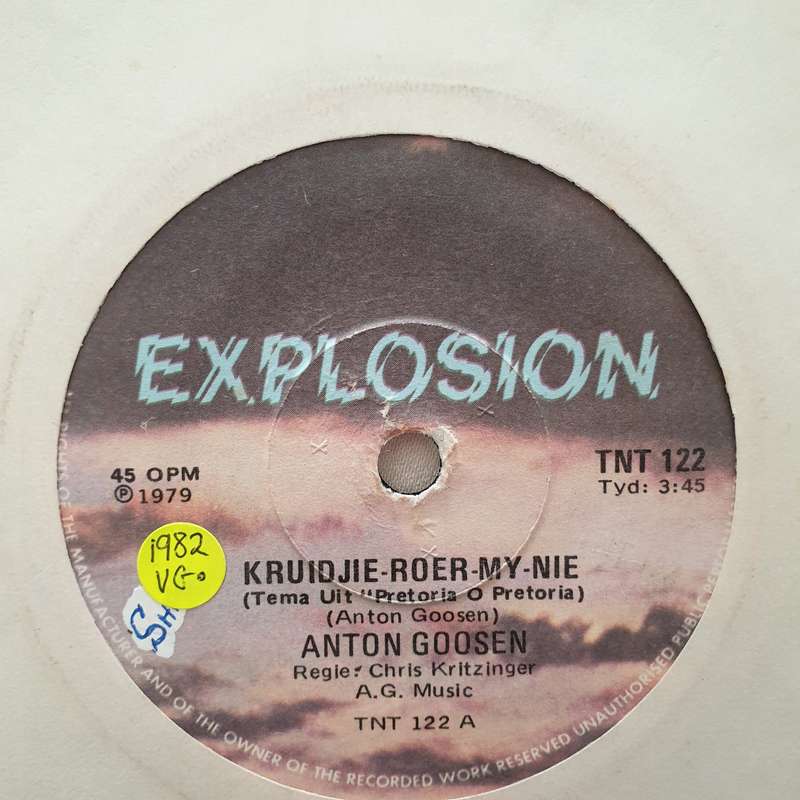 EXPLOSION
45 OPM
℗ 1979
TNT 122
Tyd: 3:45
1982
VG
SH
KRUIDJIE-ROER-MY-NIE
(Tema Uit "Pretoria O Pretoria)
(Anton Goosen)
ANTON GOOSEN
Regie: Chris Kritzinger
A.G. Music
TNT 122 A
OF THE MANUFACTURER AND OF THE OWNER OF THE RECORDED WORK RESERVED UNAUTHORISED PUBLIC